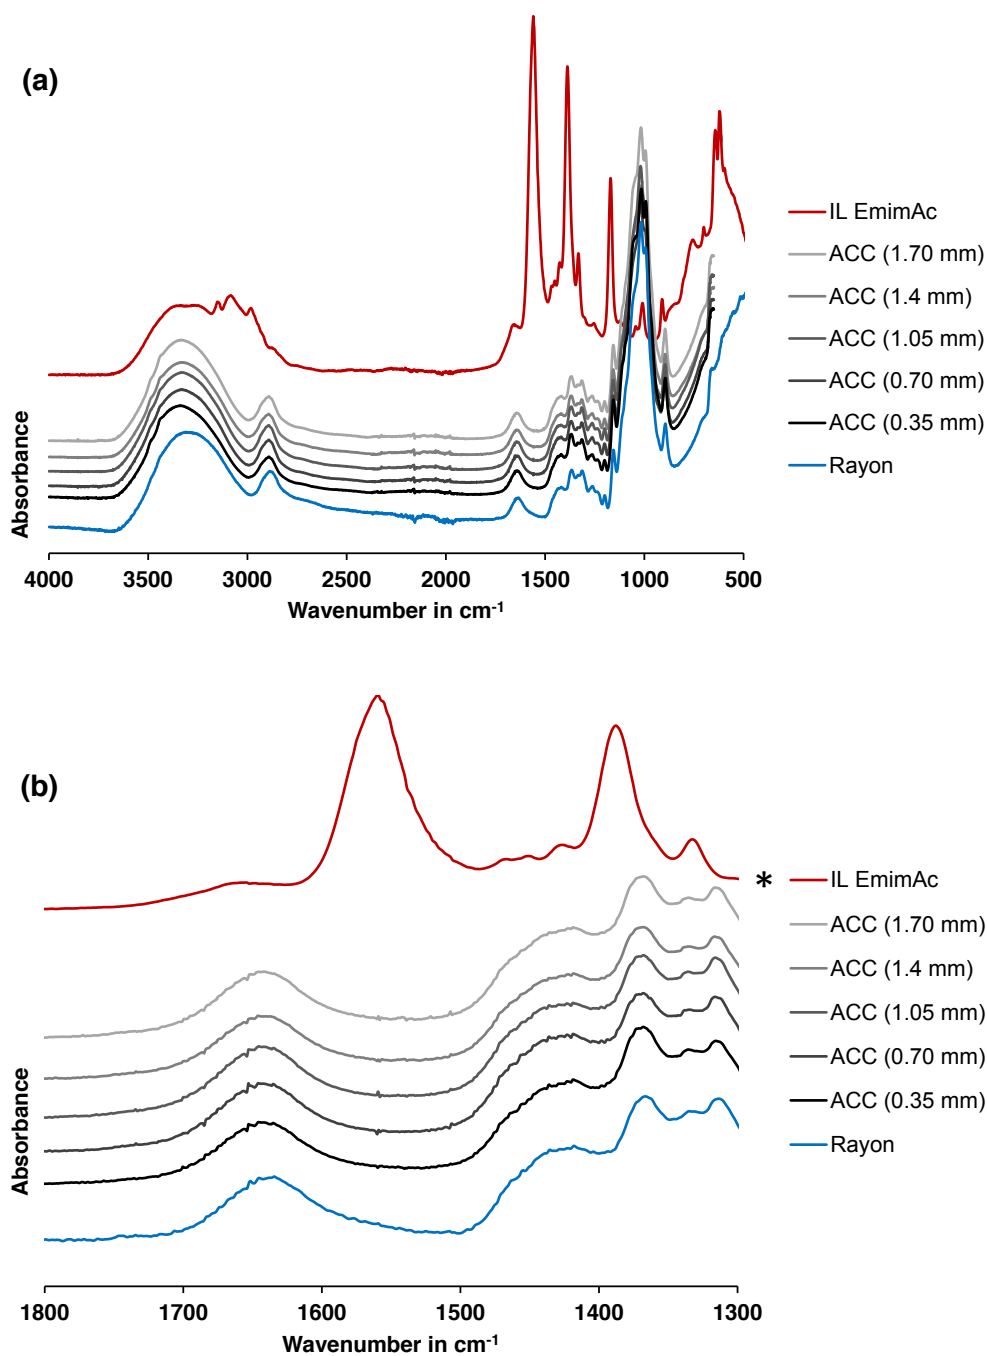 (a)
IL EmimAc
ACC (1.70 mm)
ACC (1.4 mm)
ACC (1.05 mm)
ACC (0.70 mm)
ACC (0.35 mm)
Rayon
Absorbance
4000 3500 3000 2500 2000 1500 1000 500
Wavenumber in cm⁻¹
(b)
* IL EmimAc
ACC (1.70 mm)
ACC (1.4 mm)
ACC (1.05 mm)
ACC (0.70 mm)
ACC (0.35 mm)
Rayon
Absorbance
1800 1700 1600 1500 1400 1300
Wavenumber in cm⁻¹